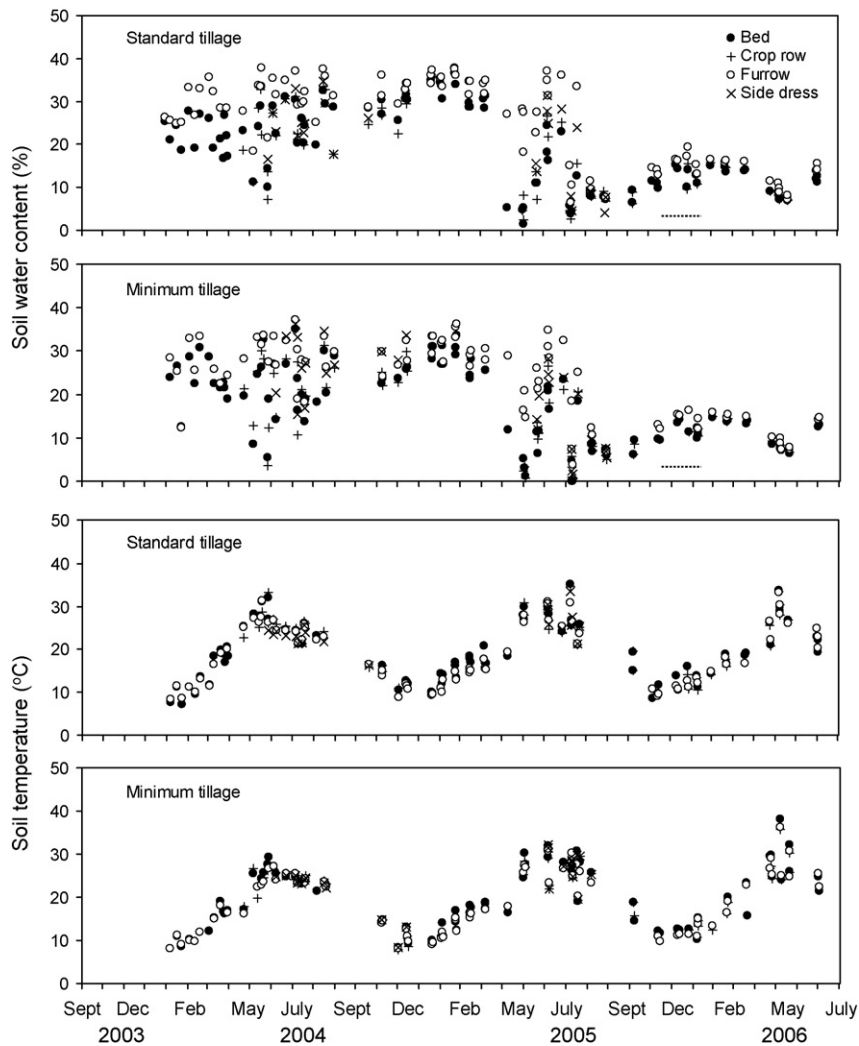 Soil water content (%)
50
40
30
20
10
0
Standard tillage
Bed
Crop row
Furrow
Side dress
50
40
30
20
10
0
Minimum tillage
Soil temperature (°C)
50
40
30
20
10
0
Standard tillage
50
40
30
20
10
0
Minimum tillage
Sept Dec Feb May July Sept Dec Feb May July Sept Dec Feb May July
2003 2004 2005 2006